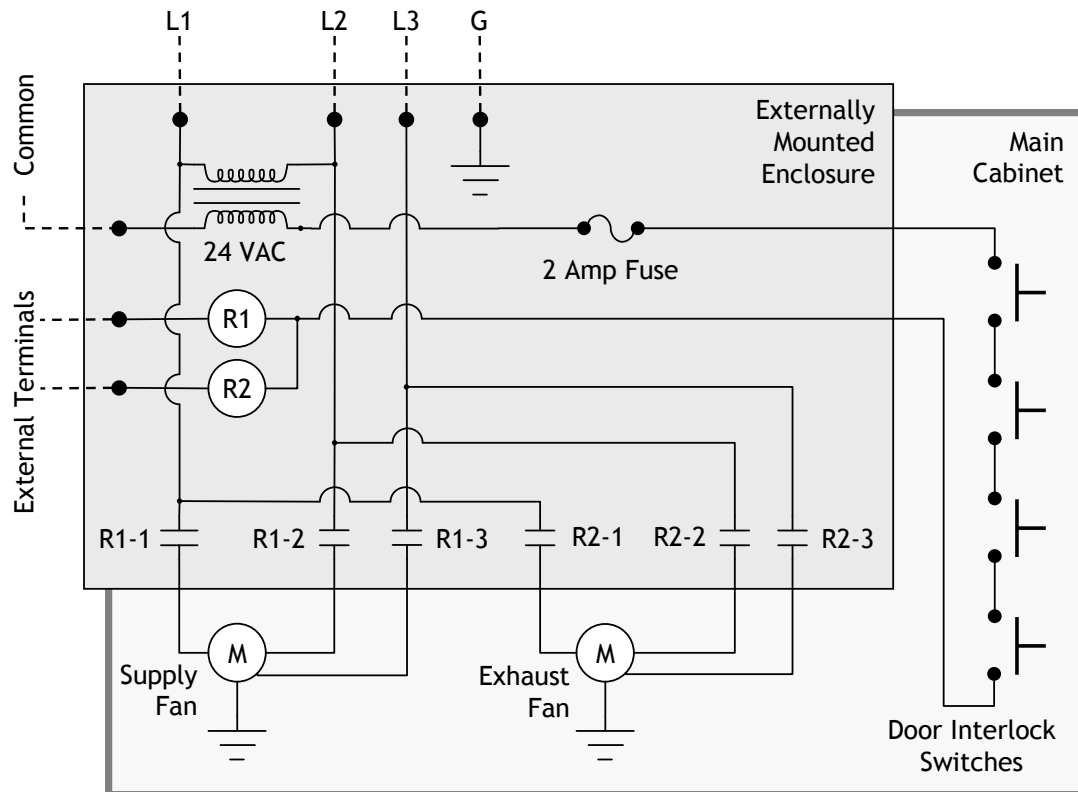 L1
L2
L3
G
Common
Externally
Mounted
Enclosure
Main
Cabinet
24 VAC
2 Amp Fuse
External Terminals
R1
R2
R1-1
R1-2
R1-3
R2-1
R2-2
R2-3
M
Supply
Fan
M
Exhaust
Fan
Door Interlock
Switches